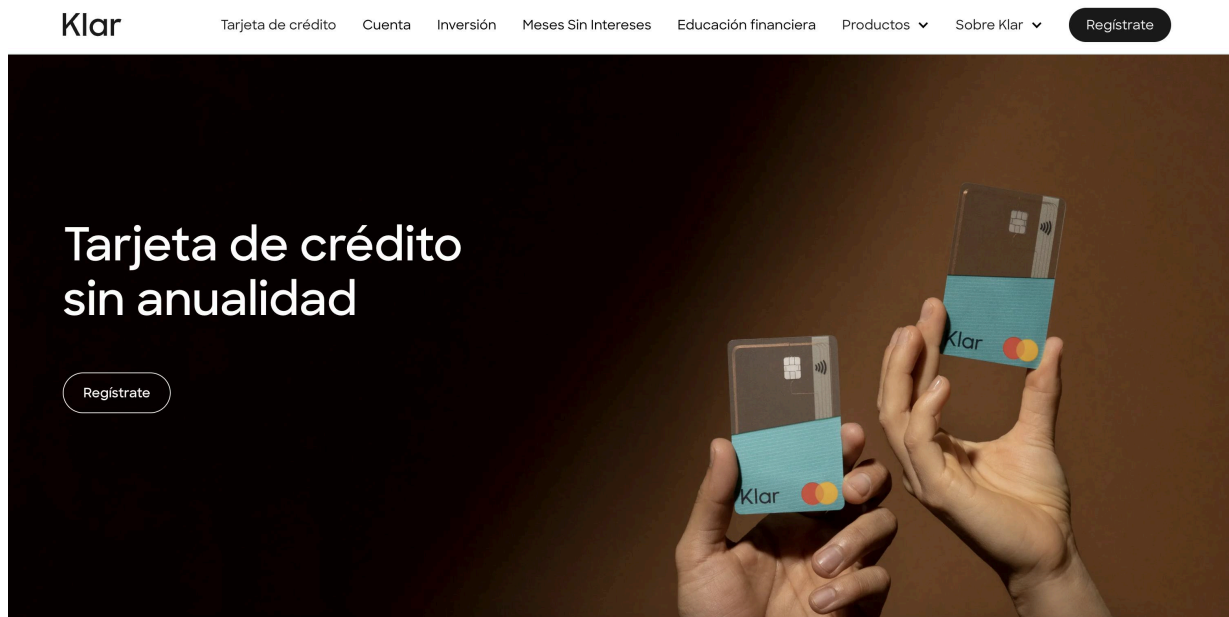 Klar
Tarjeta de crédito
Cuenta
Inversión
Meses Sin Intereses
Educación financiera
Productos
Sobre Klar
Regístrate
Tarjeta de crédito
sin anualidad
Regístrate
Klar
Klar